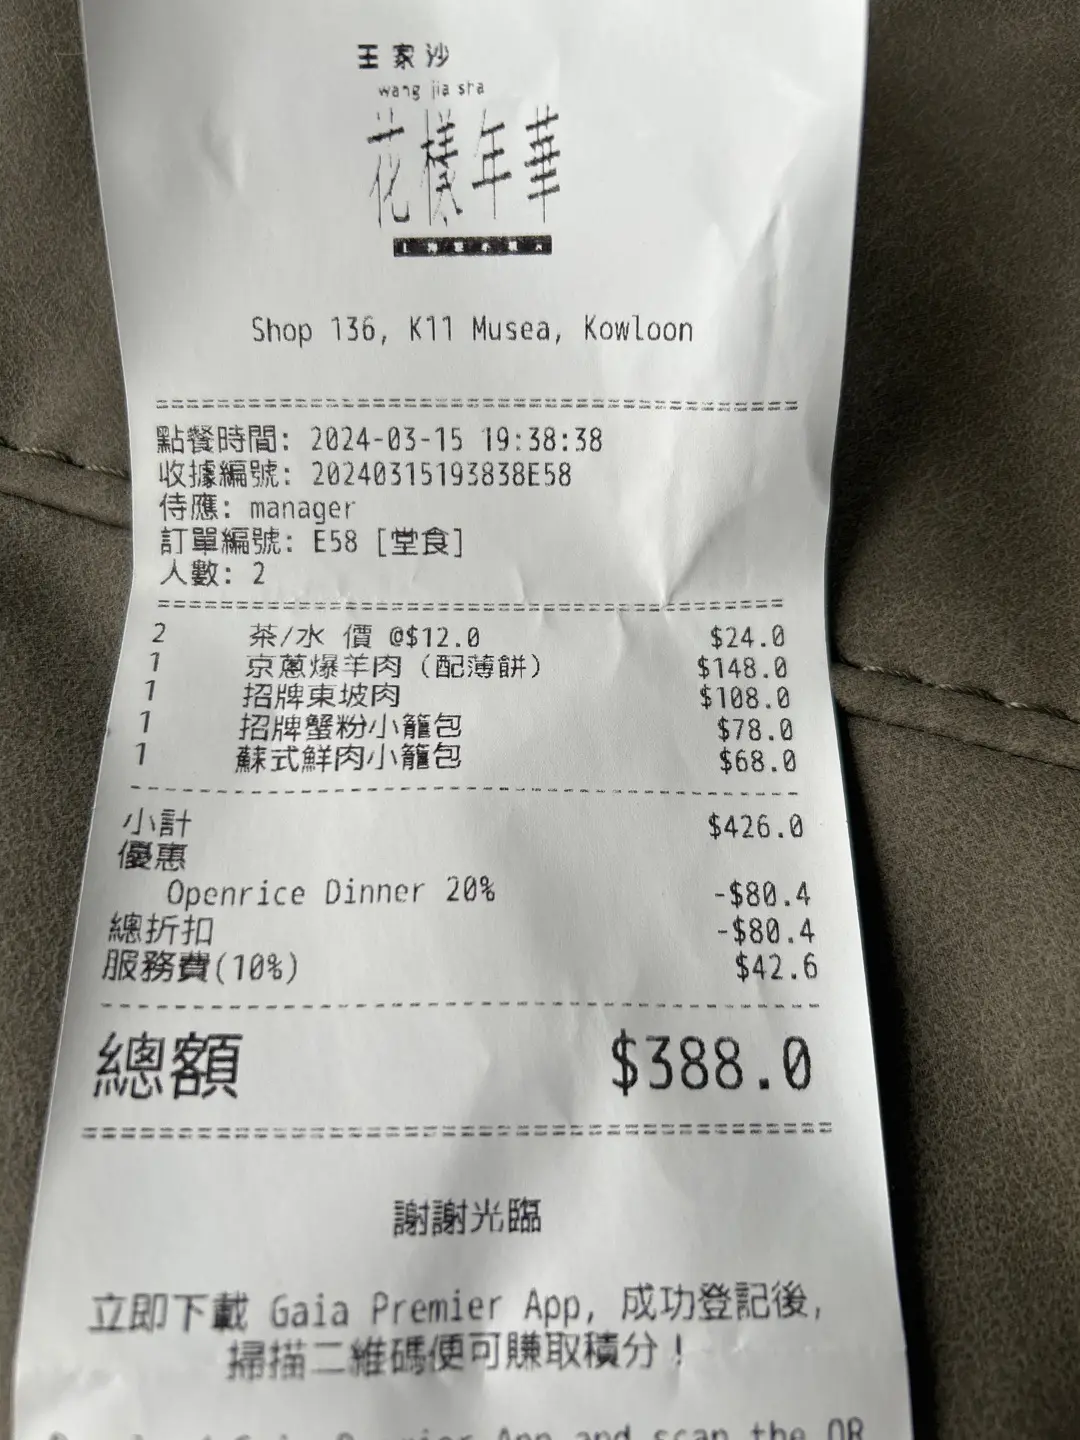 王家沙
wang jia sha
花樣年華
Shop 136, K11 Musea, Kowloon
點餐時間: 2024-03-15 19:38:38
收據編號: 20240315193838E58
侍應: manager
訂單編號: E58 [堂食]
人數: 2
2 茶/水 價 @$12.0 $24.0
1 京蔥爆羊肉 (配薄餅) $148.0
1 招牌東坡肉 $108.0
1 招牌蟹粉小籠包 $78.0
1 蘇式鮮肉小籠包 $68.0
小計 $426.0
優惠
Openrice Dinner 20% -$80.4
總折扣 -$80.4
服務費(10%) $42.6
總額 $388.0
謝謝光臨
立即下載 Gaia Premier App, 成功登記後,
掃描二維碼便可賺取積分!
Premier App and scan the QR